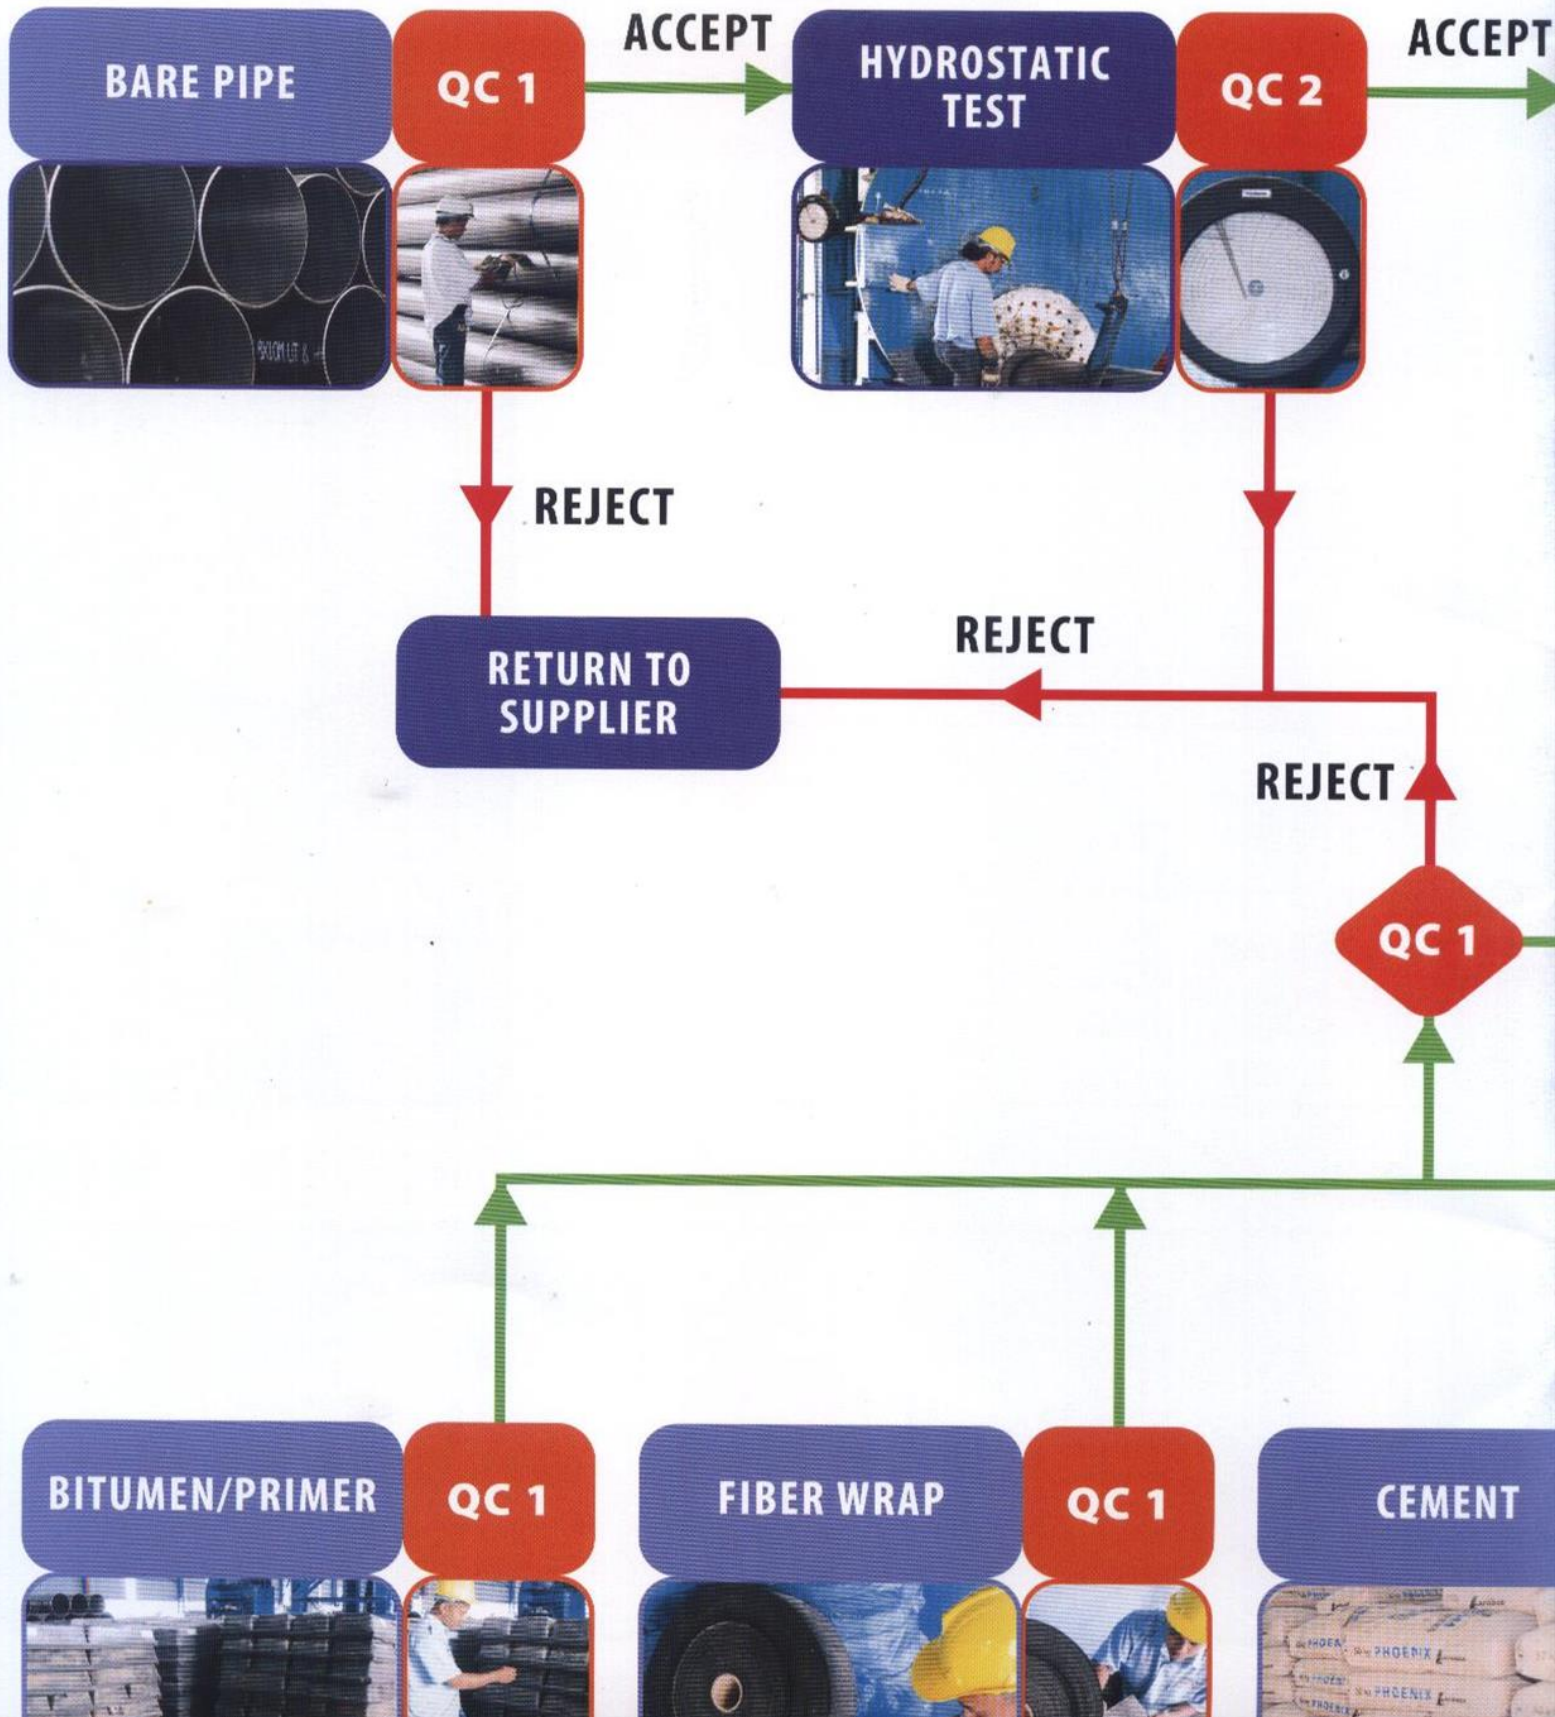 BARE PIPE
QC 1
ACCEPT
HYDROSTATIC
TEST
QC 2
ACCEPT
REJECT
RETURN TO
SUPPLIER
REJECT
REJECT
QC 1
BITUMEN/PRIMER
QC 1
FIBER WRAP
QC 1
CEMENT
PHOENIX
PHOENIX